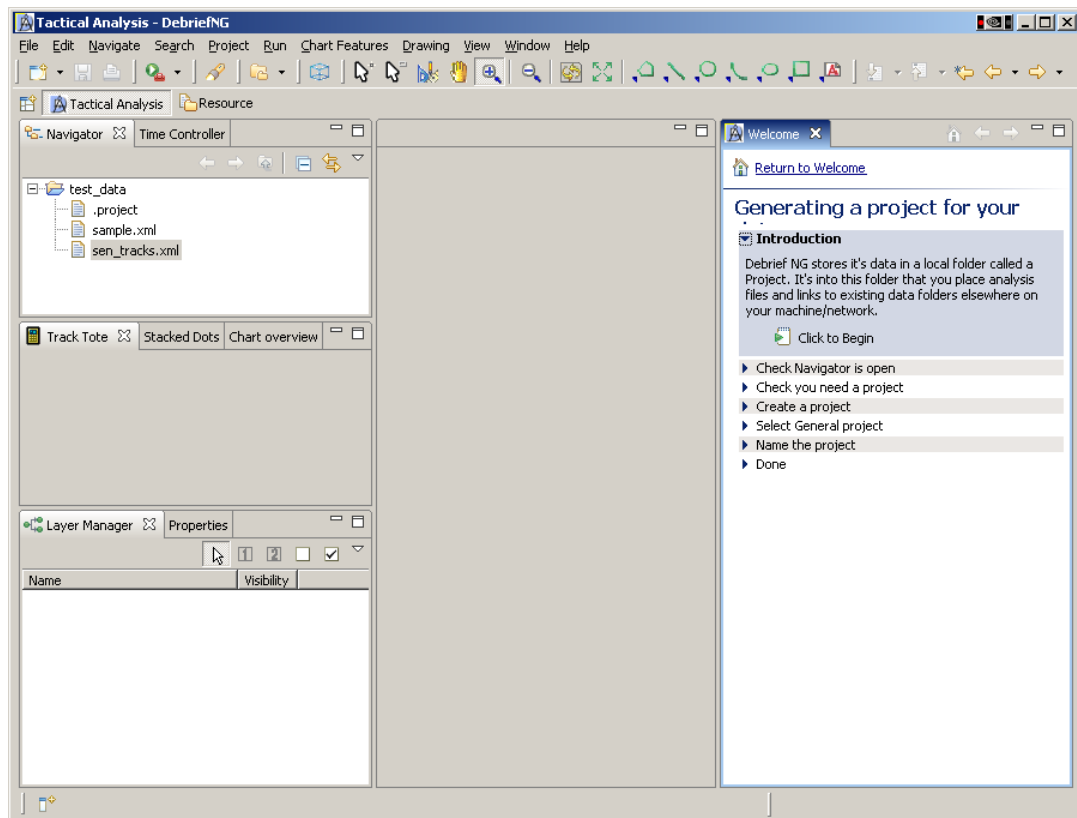 Tactical Analysis - DebriefNG
File Edit Navigate Search Project Run Chart Features Drawing View Window Help
Tactical Analysis Resource
Navigator Time Controller
test_data
.project
sample.xml
sen_tracks.xml
Track Tote Stacked Dots Chart overview
Layer Manager Properties
1 2
Name Visibility
Welcome
Return to Welcome
Generating a project for your
Introduction
Debrief NG stores it's data in a local folder called a
Project. It's into this folder that you place analysis
files and links to existing data folders elsewhere on
your machine/network.
Click to Begin
Check Navigator is open
Check you need a project
Create a project
Select General project
Name the project
Done